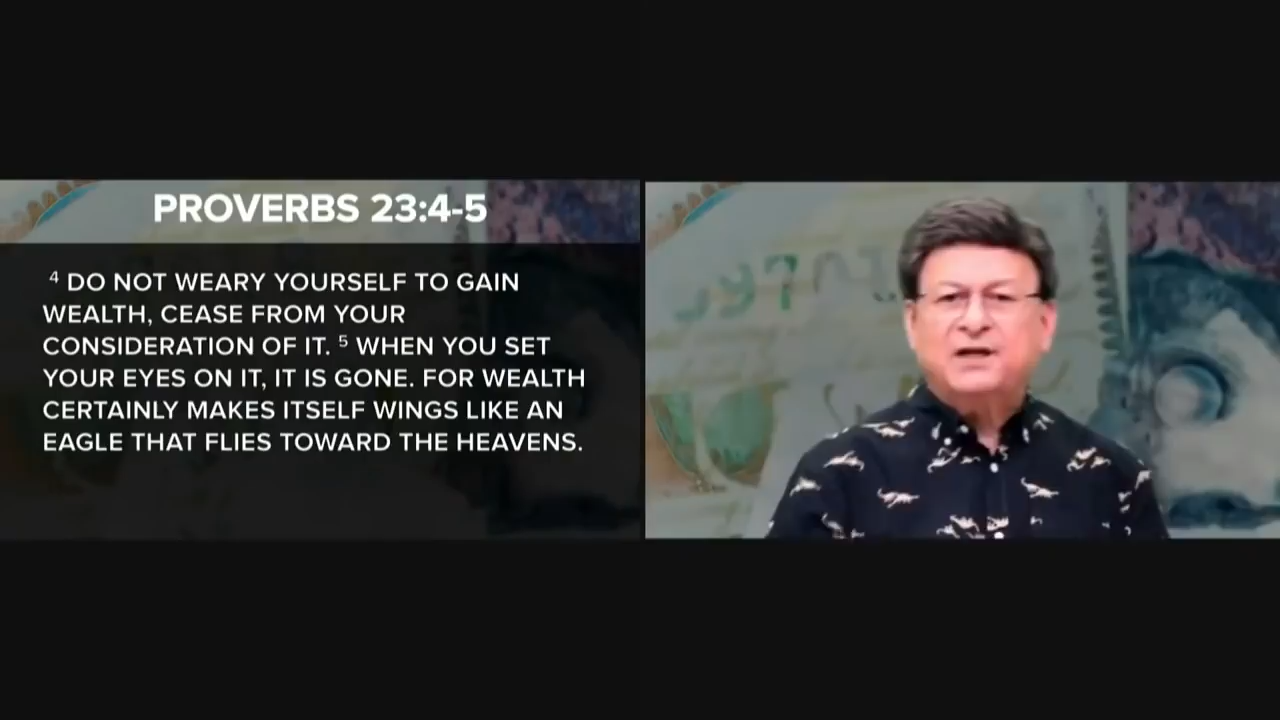 PROVERBS 23:4-5
⁴ DO NOT WEARY YOURSELF TO GAIN
WEALTH, CEASE FROM YOUR
CONSIDERATION OF IT. ⁵ WHEN YOU SET
YOUR EYES ON IT, IT IS GONE. FOR WEALTH
CERTAINLY MAKES ITSELF WINGS LIKE AN
EAGLE THAT FLIES TOWARD THE HEAVENS.